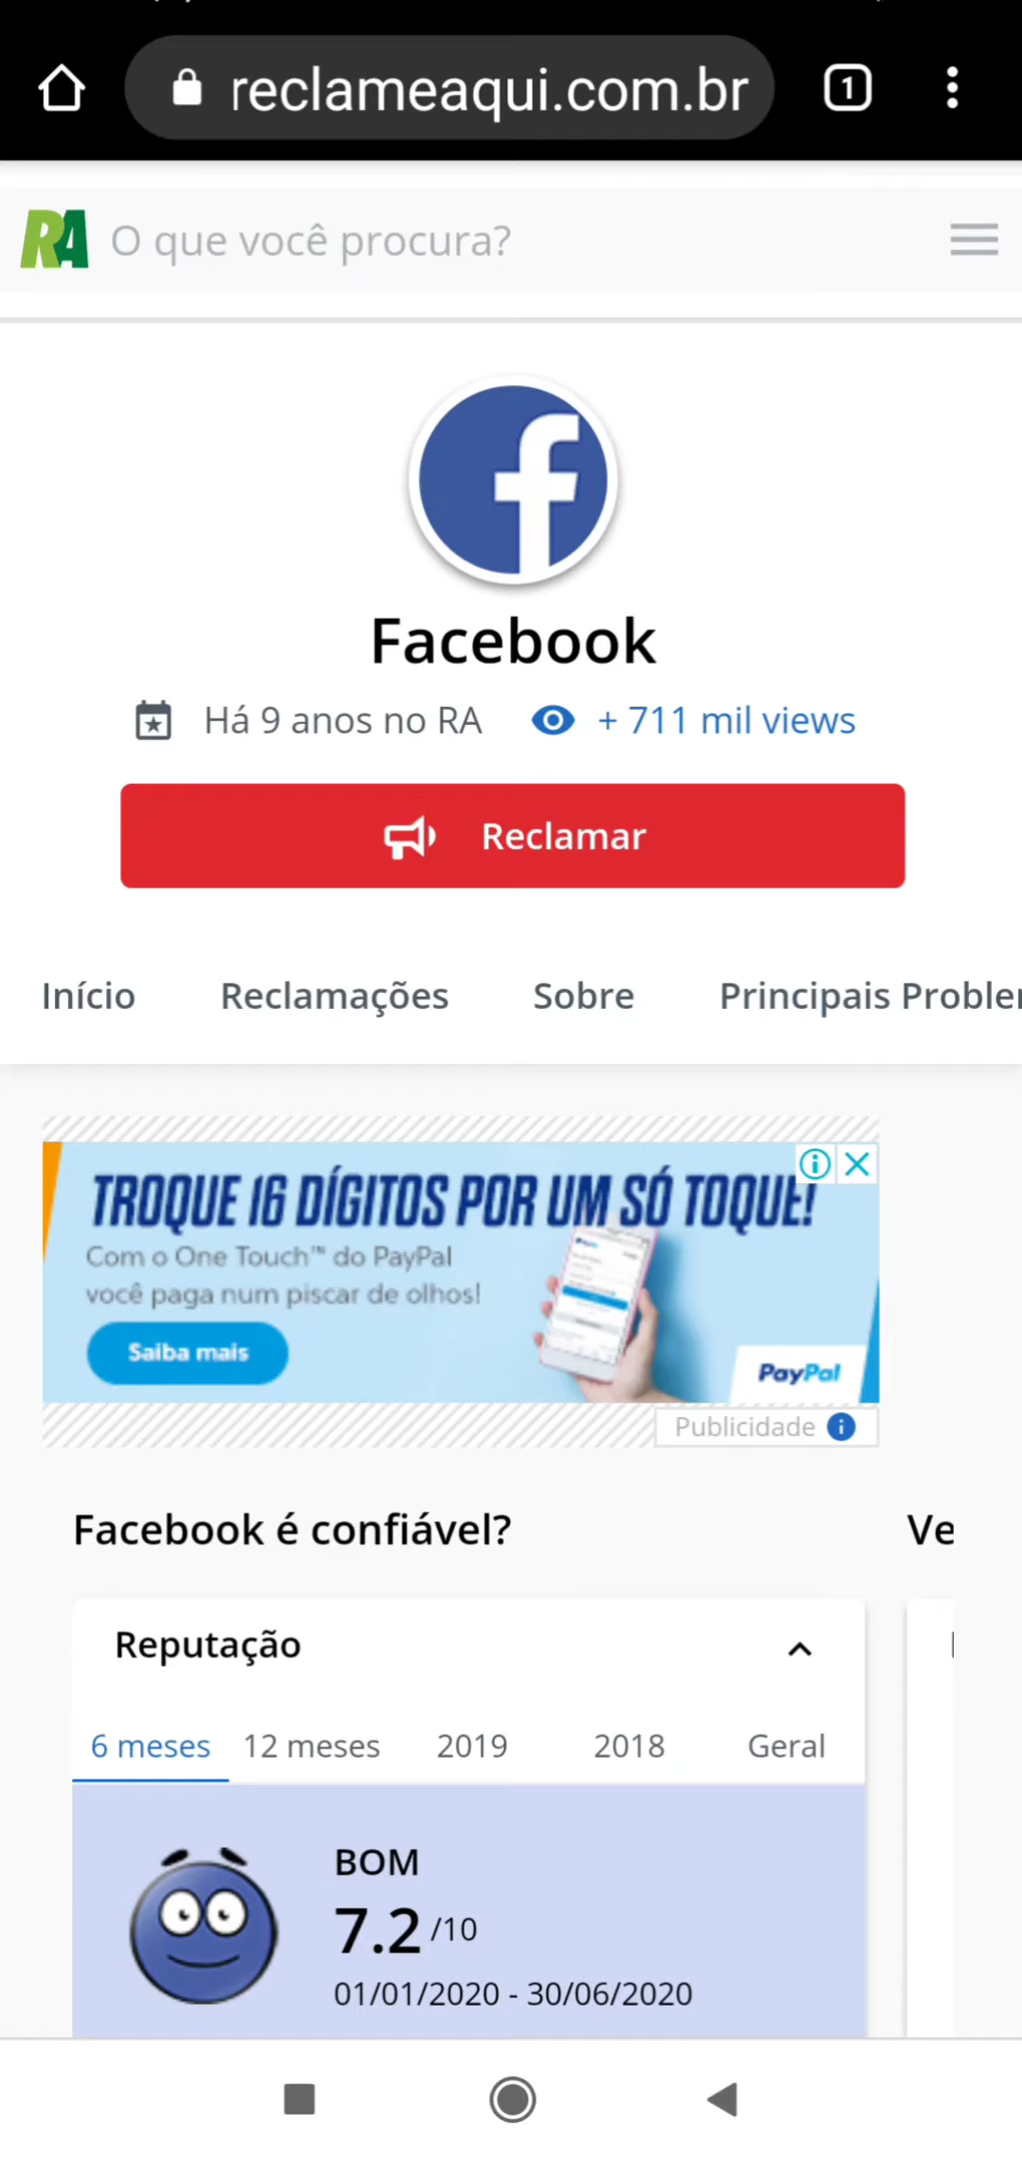 reclameaqui.com.br
1
RA O que você procura?
Facebook
Há 9 anos no RA + 711 mil views
Reclamar
Início Reclamações Sobre Principais
TROQUE 16 DÍGITOS POR UM SÓ TOQUE!
Com o One Touch™ do PayPal
você paga num piscar de olhos!
Saiba mais
PayPal
Publicidade
Facebook é confiável? Ve
Reputação
6 meses 12 meses 2019 2018 Geral
BOM
7.2 /10
01/01/2020 - 30/06/2020